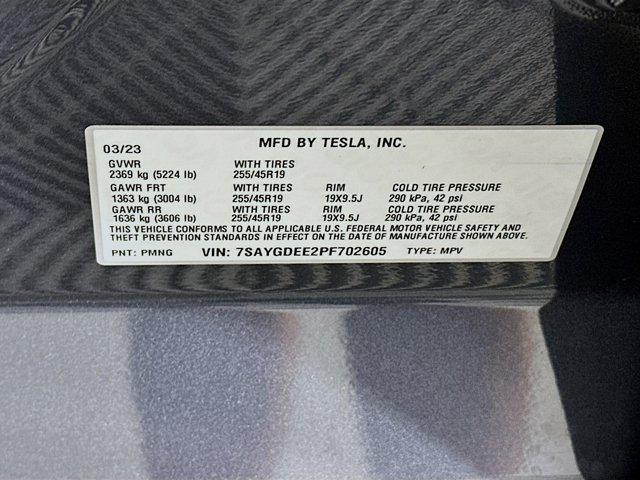 03/23 MFD BY TESLA, INC.
GVWR WITH TIRES
2369 kg (5224 lb) 255/45R19
GAWR FRT WITH TIRES RIM COLD TIRE PRESSURE
1363 kg (3004 lb) 255/45R19 19X9.5J 290 kPa, 42 psi
GAWR RR WITH TIRES RIM COLD TIRE PRESSURE
1636 kg (3606 lb) 255/45R19 19X9.5J 290 kPa, 42 psi
THIS VEHICLE CONFORMS TO ALL APPLICABLE U.S. FEDERAL MOTOR VEHICLE SAFETY AND
THEFT PREVENTION STANDARDS IN EFFECT ON DATE OF MANUFACTURE SHOWN ABOVE.
PNT: PMNG VIN: 7SAYGDEE2PF702605 TYPE: MPV